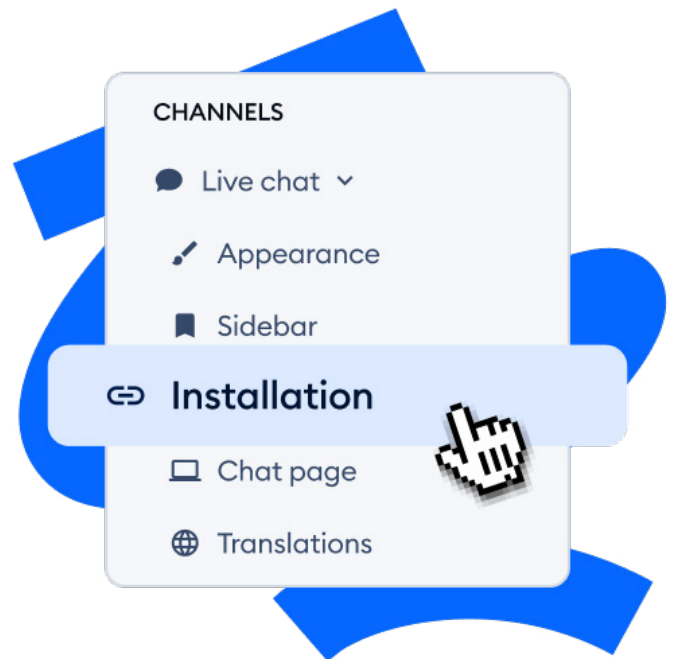 CHANNELS
Live chat
Appearance
Sidebar
Installation
Chat page
Translations